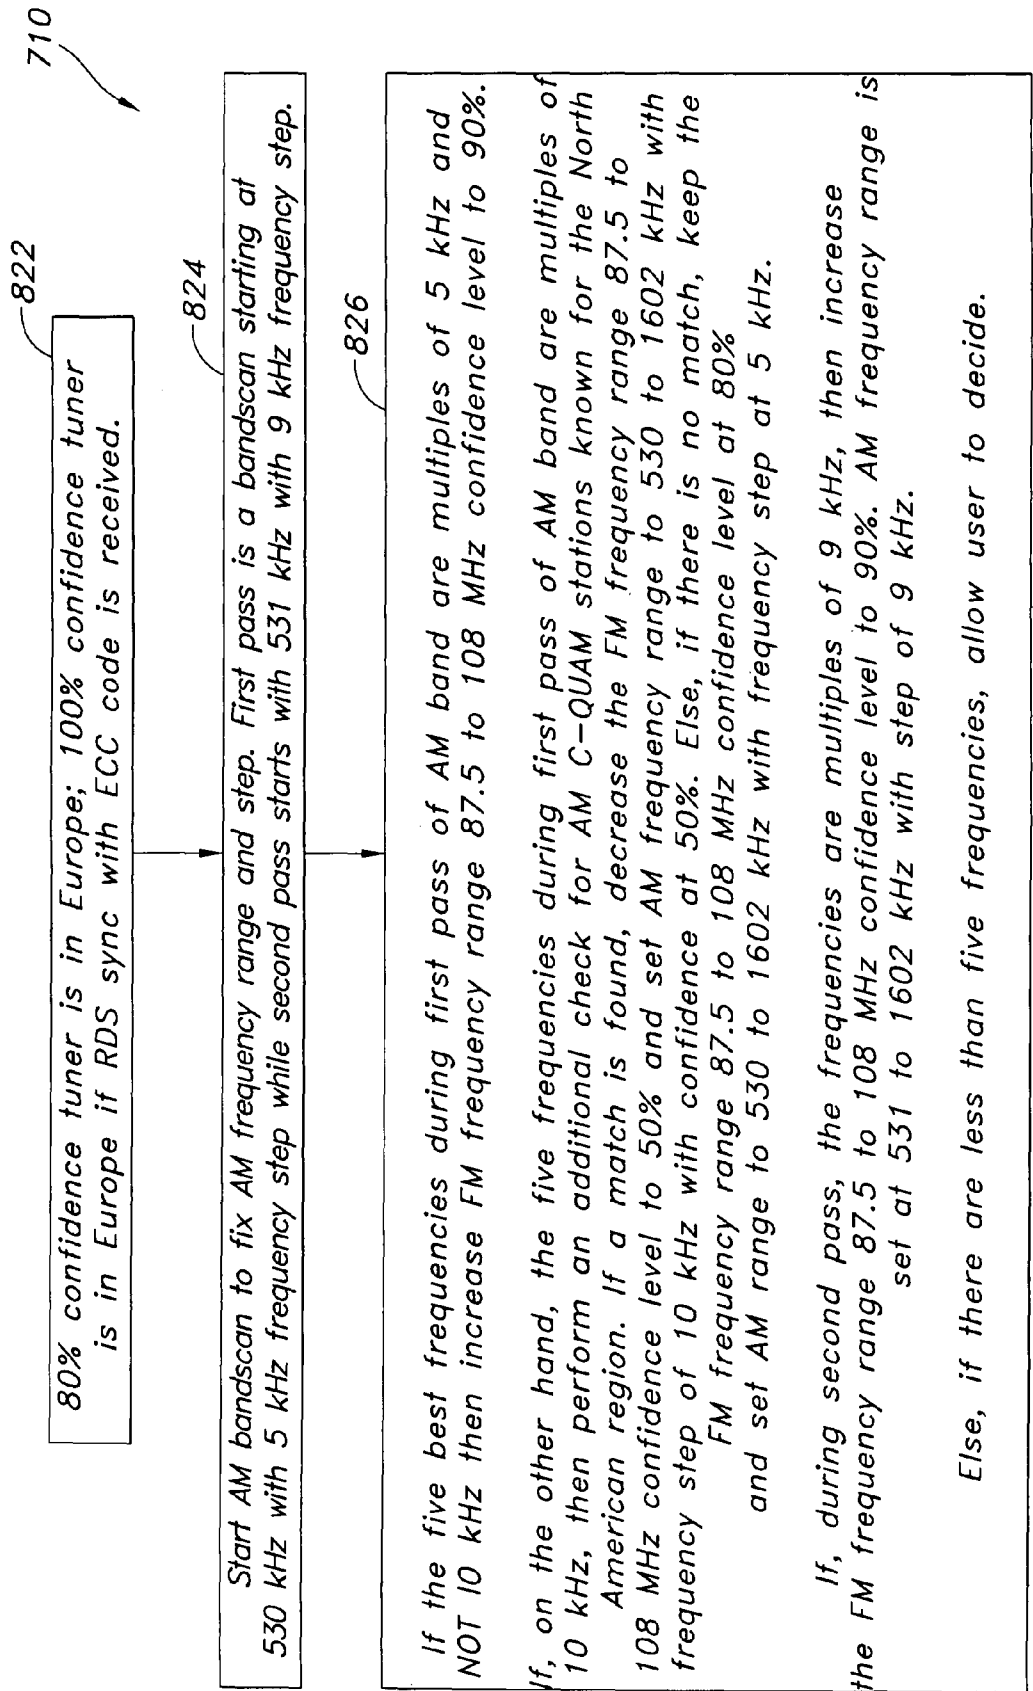 710
822
80% confidence tuner is in Europe; 100% confidence tuner
is in Europe if RDS sync with ECC code is received.
824
Start AM bandscan to fix AM frequency range and step. First pass is a bandscan starting at
530 kHz with 5 kHz frequency step while second pass starts with 531 kHz with 9 kHz frequency step.
826
If the five best frequencies during first pass of AM band are multiples of 5 kHz and
NOT 10 kHz then increase FM frequency range 87.5 to 108 MHz confidence level to 90%.
If, on the other hand, the five frequencies during first pass of AM band are multiples of
10 kHz, then perform an additional check for AM C-QUAM stations known for the North
American region. If a match is found, decrease the FM frequency range 87.5 to
108 MHz confidence level to 50% and set AM frequency range to 530 to 1602 kHz with
frequency step of 10 kHz with confidence at 50%. Else, if there is no match, keep the
FM frequency range 87.5 to 108 MHz confidence level at 80%
and set AM range to 530 to 1602 kHz with frequency step at 5 kHz.
If, during second pass, the frequencies are multiples of 9 kHz, then increase
the FM frequency range 87.5 to 108 MHz confidence level to 90%. AM frequency range is
set at 531 to 1602 kHz with step of 9 kHz.
Else, if there are less than five frequencies, allow user to decide.